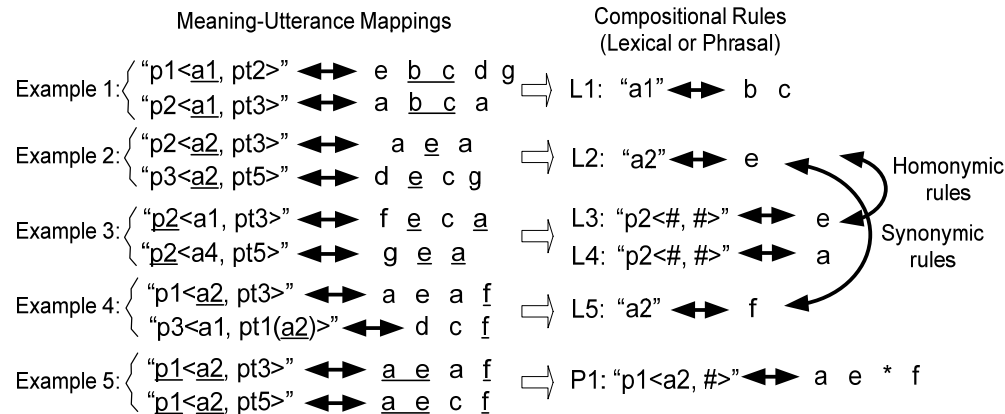 Meaning-Utterance Mappings
Compositional Rules
(Lexical or Phrasal)
Example 1:
"p1<a1, pt2>" e b c d g
"p2<a1, pt3>" a b c a
L1: "a1" b c
Example 2:
"p2<a2, pt3>" a e a
"p3<a2, pt5>" d e c g
L2: "a2" e
Homonymic
rules
Example 3:
"p2<a1, pt3>" f e c a
"p2<a4, pt5>" g e a
L3: "p2<#, #>" e
L4: "p2<#, #>" a
Synonymic
rules
Example 4:
"p1<a2, pt3>" a e a f
"p3<a1, pt1(a2)>" d c f
L5: "a2" f
Example 5:
"p1<a2, pt3>" a e a f
"p1<a2, pt5>" a e c f
P1: "p1<a2, #>" a e * f